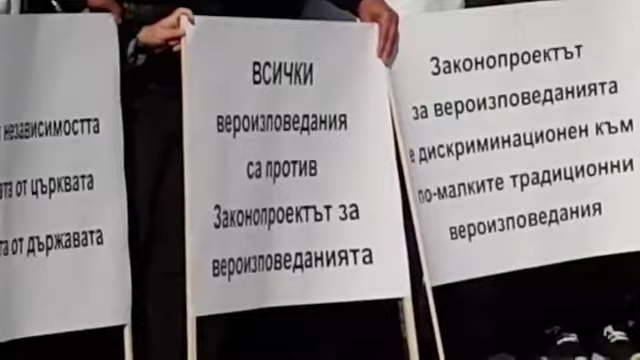 независимостта
от църквата
от държавата
ВСИЧКИ
вероизповедания
са против
Законопроектът за
вероизповеданията
Законопроектът
за вероизповеданията
е дискриминационен към
по-малките традиционни
вероизповедания